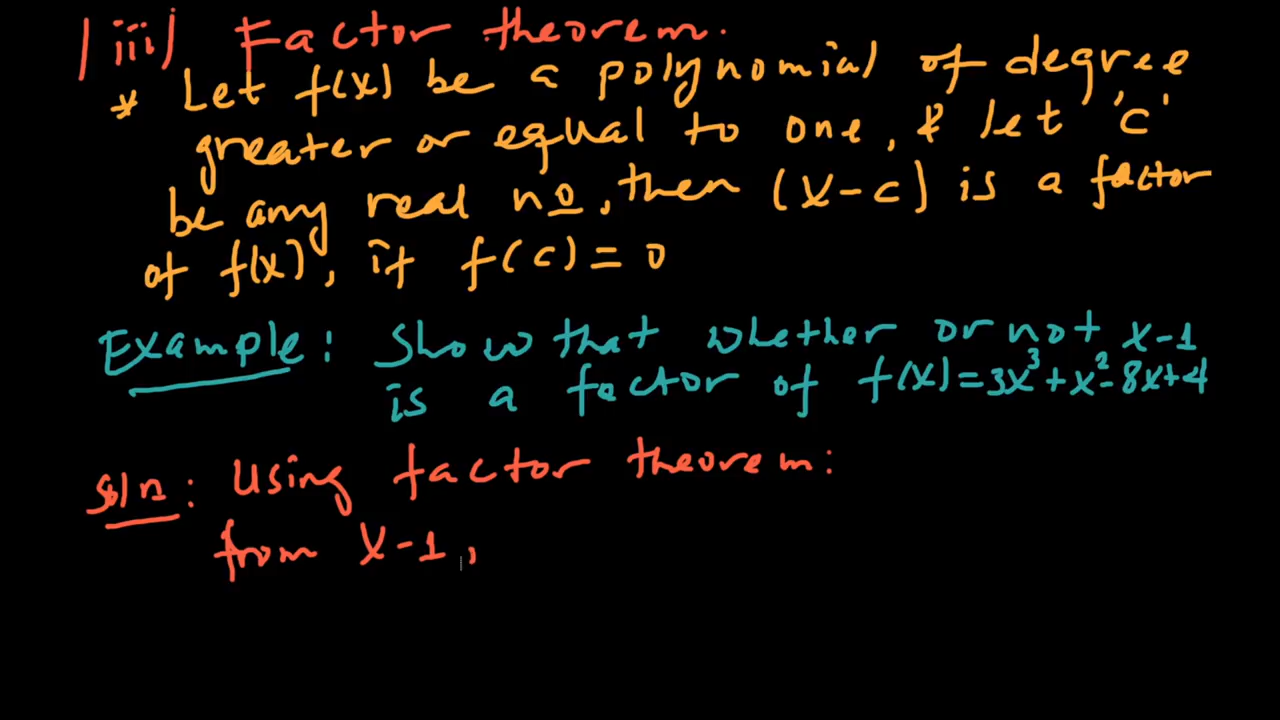 iii) Factor theorem.
* Let f(x) be a polynomial of degree
greater or equal to one, & let 'c'
be any real no, then (x-c) is a factor
of f(x), if f(c) = 0
Example: Show that whether or not x-1
is a factor of f(x)=3x³+x²-8x+4
Soln: Using factor theorem:
from x-1,